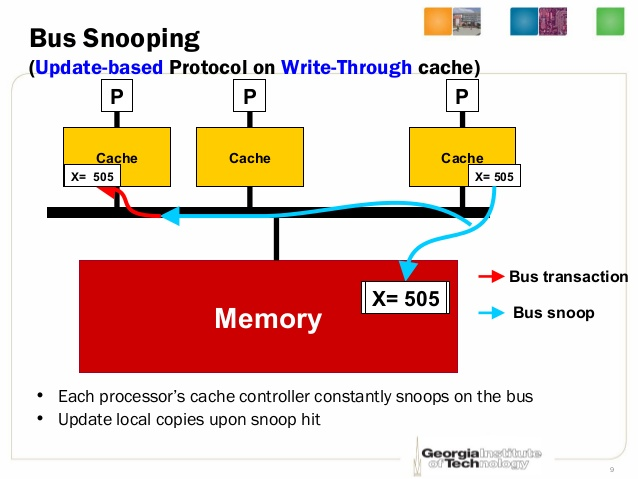 Bus Snooping
(Update-based Protocol on Write-Through cache)
P
P
P
Cache
Cache
Cache
X= 505
X= 505
X= 505
Memory
Bus transaction
Bus snoop
• Each processor's cache controller constantly snoops on the bus
• Update local copies upon snoop hit
Georgia Institute
of Technology
9